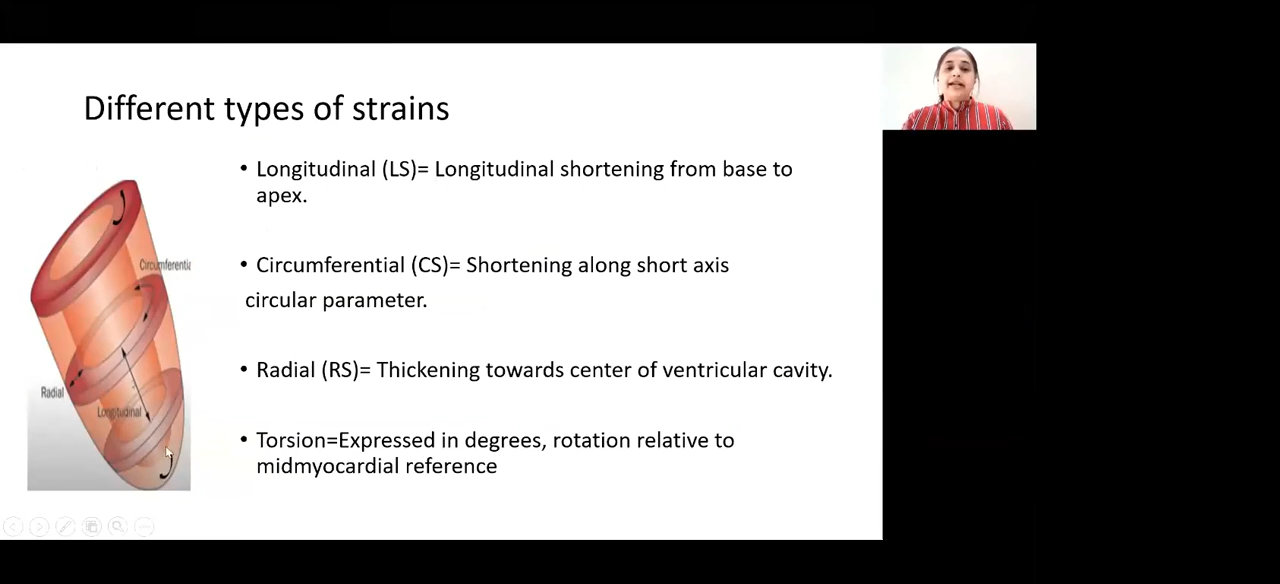 Different types of strains
• Longitudinal (LS)= Longitudinal shortening from base to
apex.
• Circumferential (CS)= Shortening along short axis
circular parameter.
• Radial (RS)= Thickening towards center of ventricular cavity.
• Torsion=Expressed in degrees, rotation relative to
midmyocardial reference
Circumferentia
Radial
Longitudinal